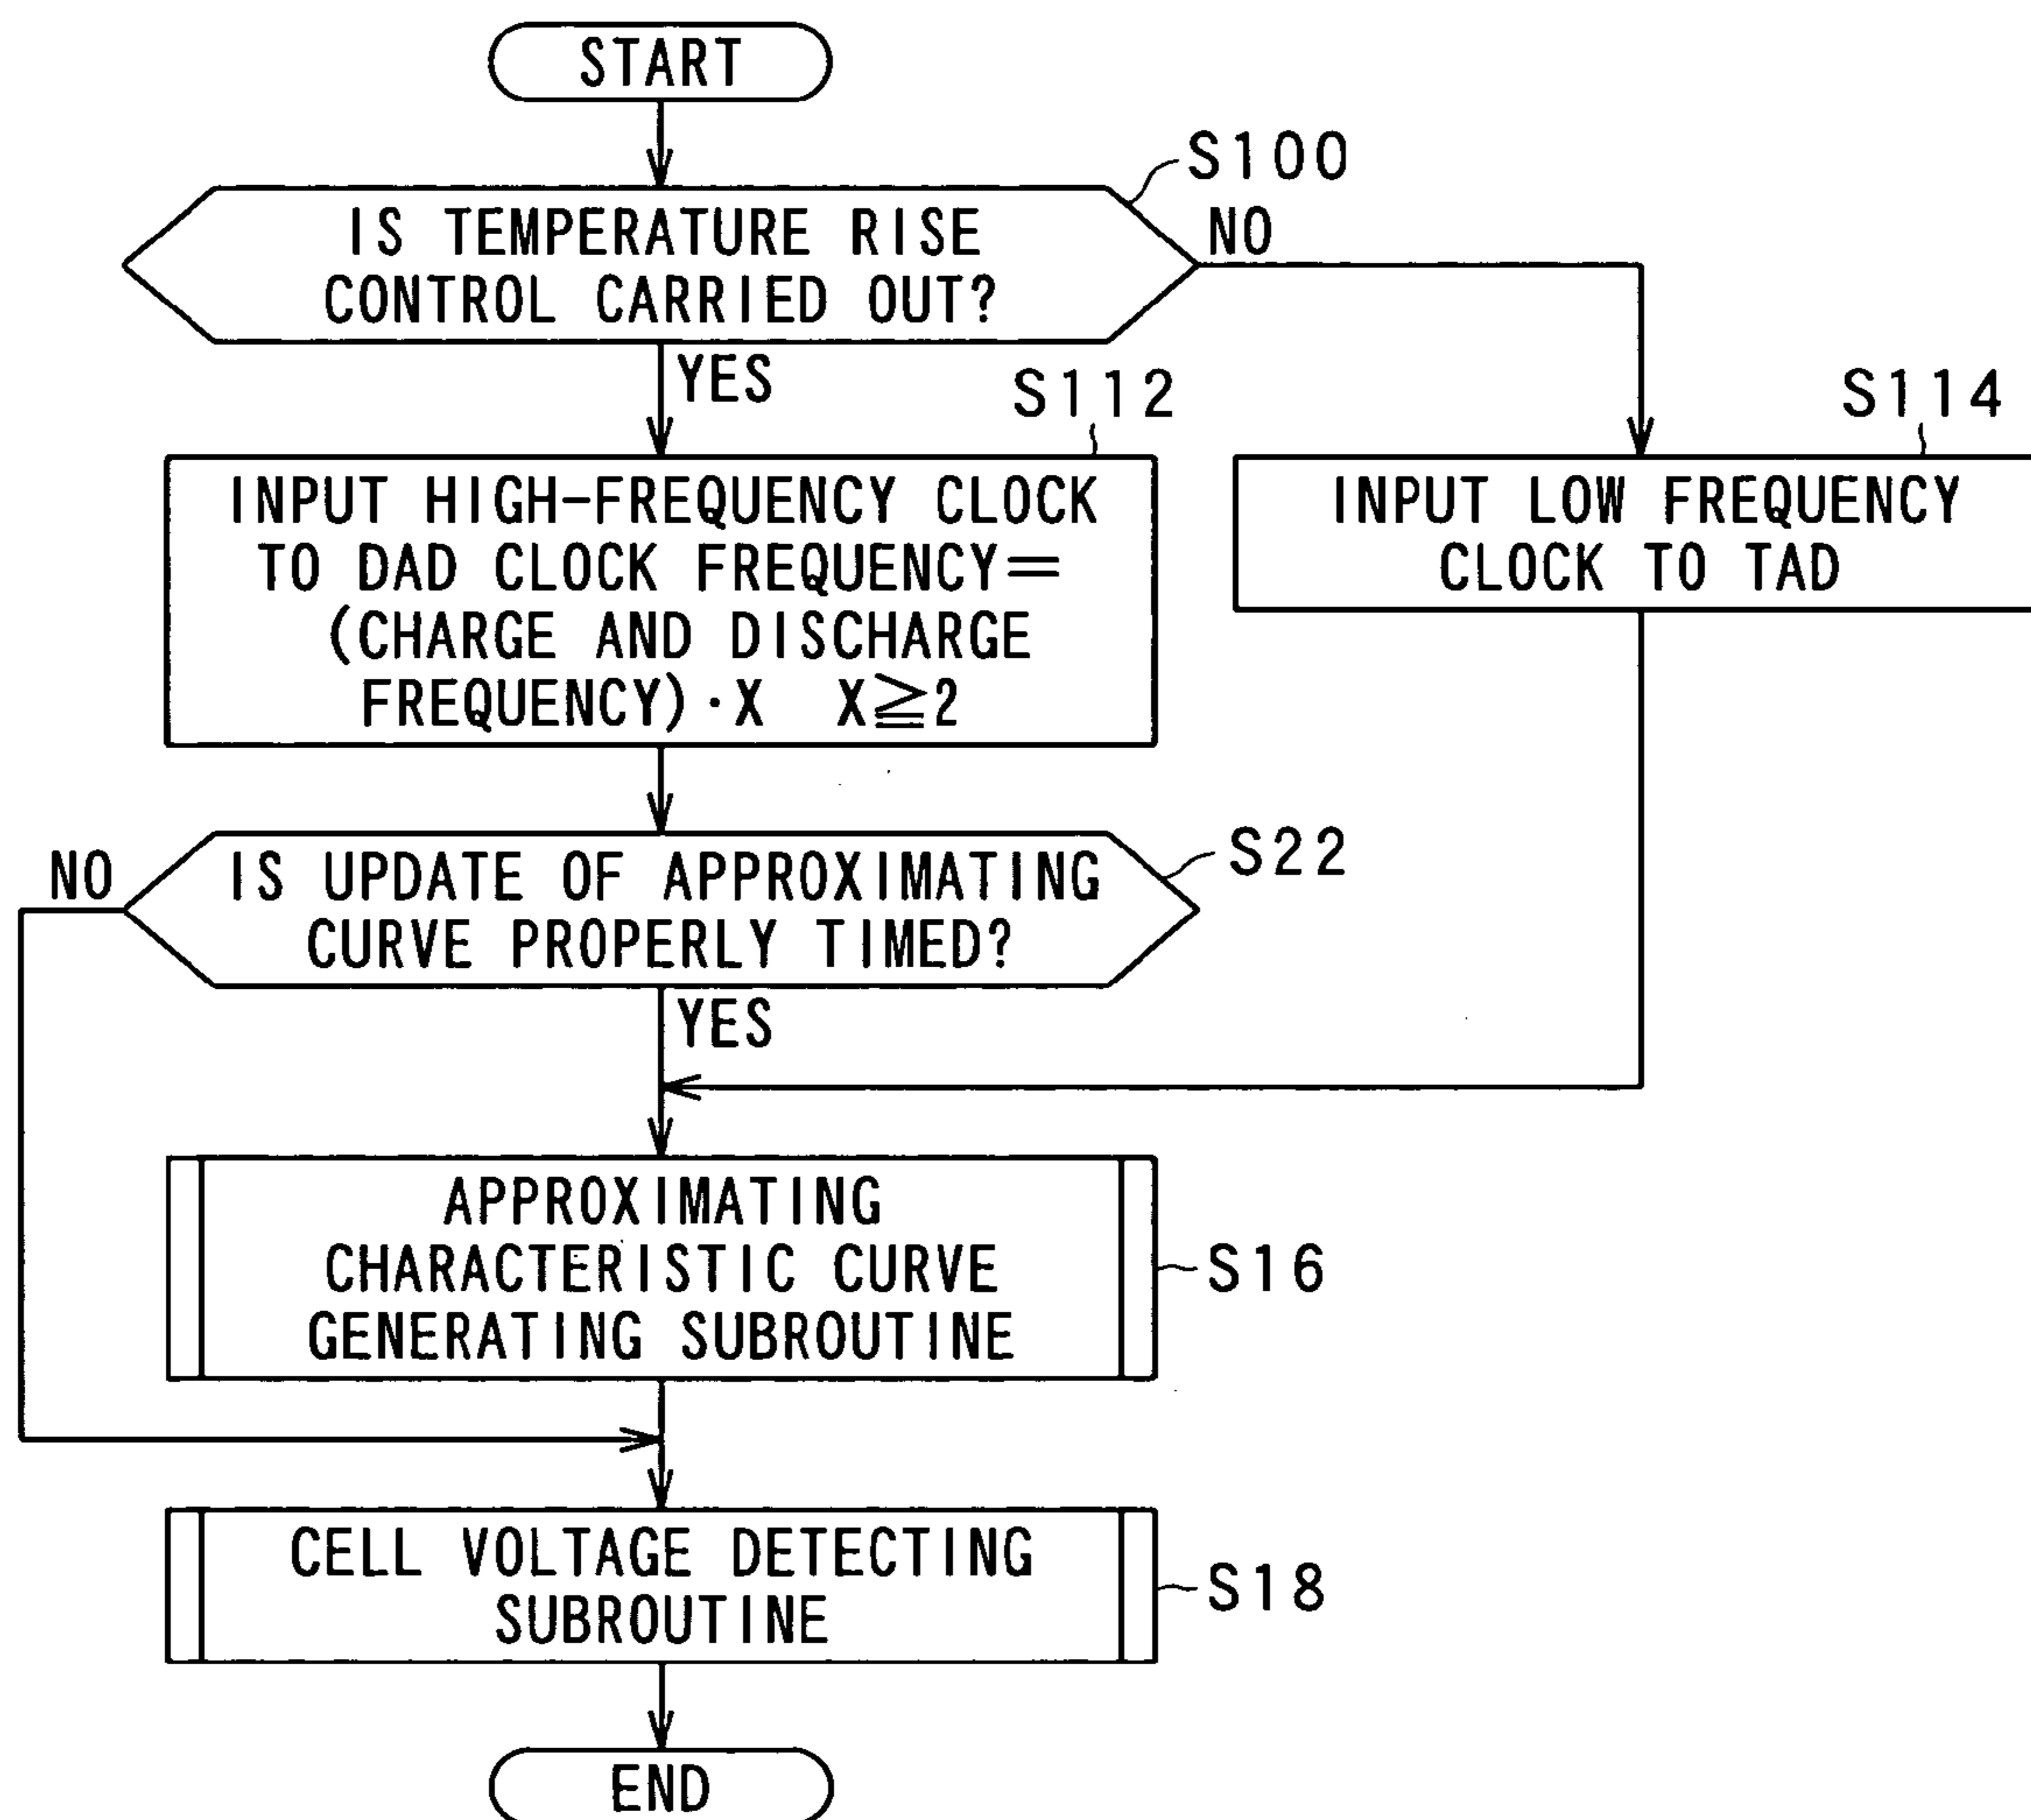 START
S100
IS TEMPERATURE RISE
CONTROL CARRIED OUT?
NO
YES
S112
INPUT HIGH-FREQUENCY CLOCK
TO DAD CLOCK FREQUENCY=
(CHARGE AND DISCHARGE
FREQUENCY)·X X≧2
S114
INPUT LOW FREQUENCY
CLOCK TO TAD
S22
NO
IS UPDATE OF APPROXIMATING
CURVE PROPERLY TIMED?
YES
APPROXIMATING
CHARACTERISTIC CURVE
GENERATING SUBROUTINE
S16
CELL VOLTAGE DETECTING
SUBROUTINE
S18
END